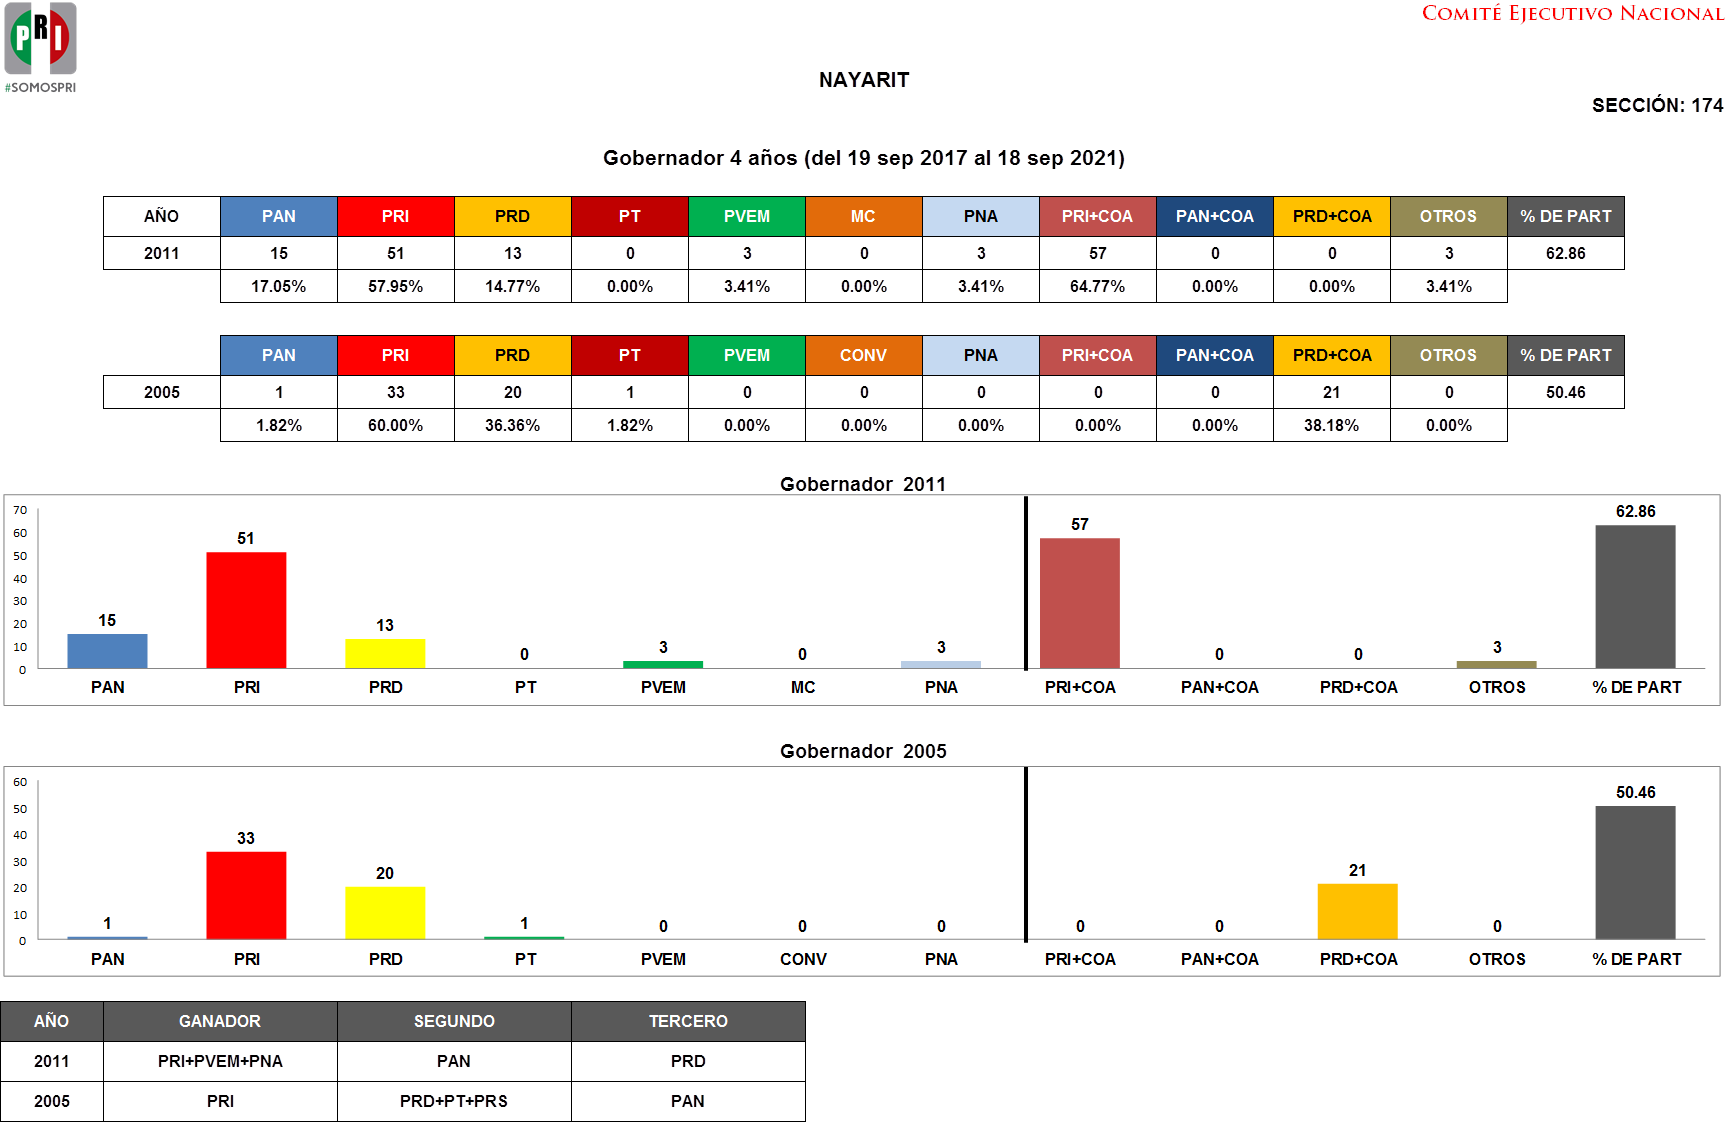 PRI
#SOMOSPRI
COMITÉ EJECUTIVO NACIONAL
NAYARIT
SECCIÓN: 174
Gobernador 4 años (del 19 sep 2017 al 18 sep 2021)
AÑO PAN PRI PRD PT PVEM MC PNA PRI+COA PAN+COA PRD+COA OTROS % DE PART
2011 15 51 13 0 3 0 3 57 0 0 3 62.86
17.05% 57.95% 14.77% 0.00% 3.41% 0.00% 3.41% 64.77% 0.00% 0.00% 3.41%
PAN PRI PRD PT PVEM CONV PNA PRI+COA PAN+COA PRD+COA OTROS % DE PART
2005 1 33 20 1 0 0 0 0 0 21 0 50.46
1.82% 60.00% 36.36% 1.82% 0.00% 0.00% 0.00% 0.00% 0.00% 38.18% 0.00%
Gobernador 2011
70
60
50
40
30
20
10
0
15 51 13 0 3 0 3 57 0 0 3 62.86
PAN PRI PRD PT PVEM MC PNA PRI+COA PAN+COA PRD+COA OTROS % DE PART
Gobernador 2005
60
50
40
30
20
10
0
1 33 20 1 0 0 0 0 0 21 0 50.46
PAN PRI PRD PT PVEM CONV PNA PRI+COA PAN+COA PRD+COA OTROS % DE PART
AÑO GANADOR SEGUNDO TERCERO
2011 PRI+PVEM+PNA PAN PRD
2005 PRI PRD+PT+PRS PAN